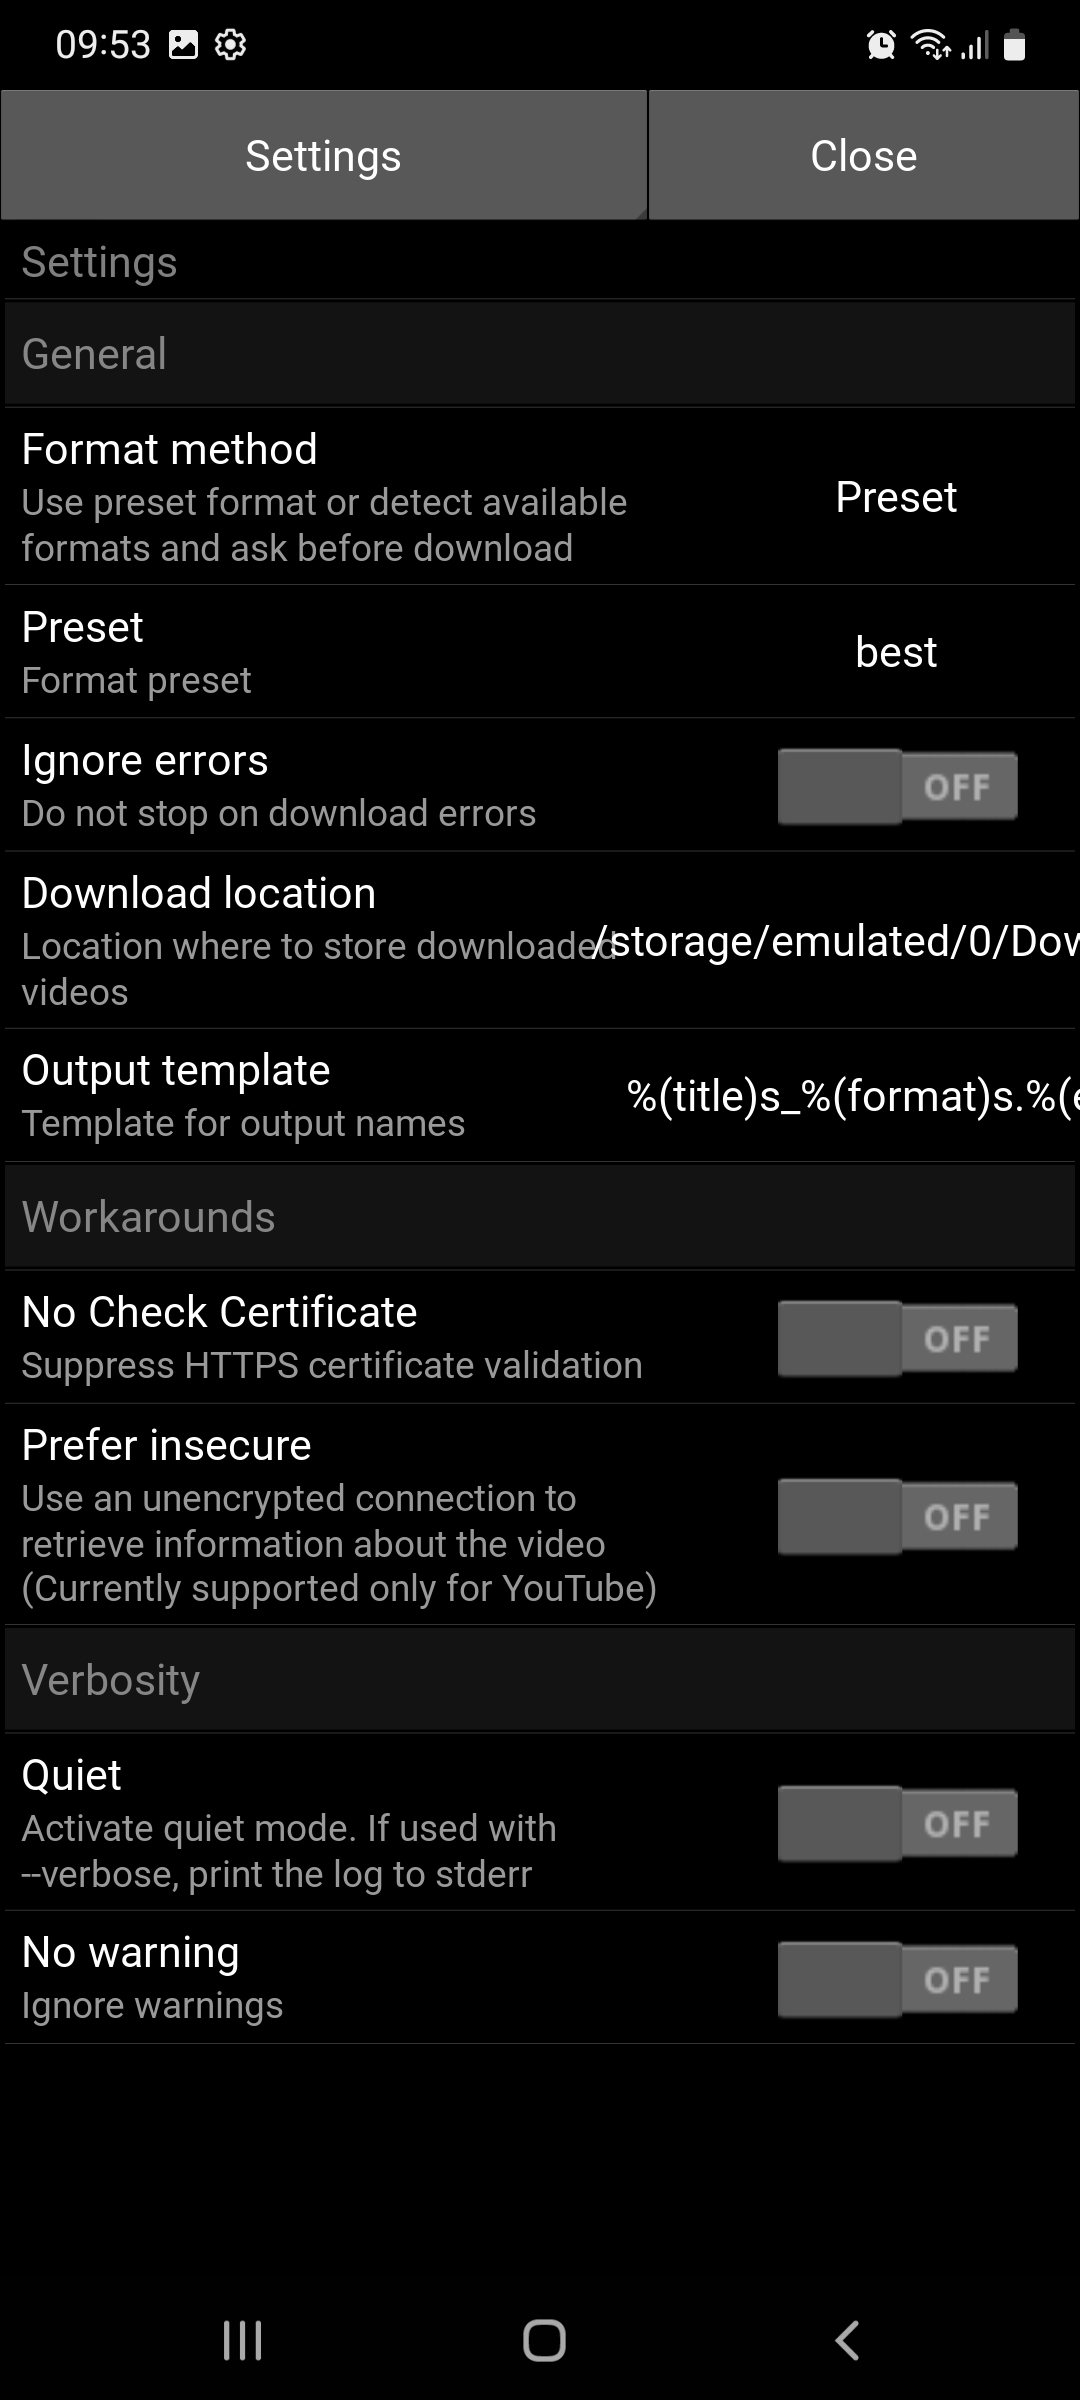 09:53
Settings
Close
Settings
General
Format method
Use preset format or detect available
formats and ask before download
Preset
Preset
Format preset
best
Ignore errors
Do not stop on download errors
OFF
Download location
Location where to store downloaded
videos
/storage/emulated/0/Dow
Output template
Template for output names
%(title)s_%(format)s.%(e
Workarounds
No Check Certificate
Suppress HTTPS certificate validation
OFF
Prefer insecure
Use an unencrypted connection to
retrieve information about the video
(Currently supported only for YouTube)
OFF
Verbosity
Quiet
Activate quiet mode. If used with
--verbose, print the log to stderr
OFF
No warning
Ignore warnings
OFF